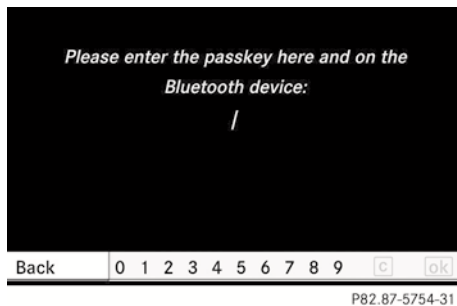 Please enter the passkey here and on the
Bluetooth device:
Back 0 1 2 3 4 5 6 7 8 9 c ok
P82.87-5754-31